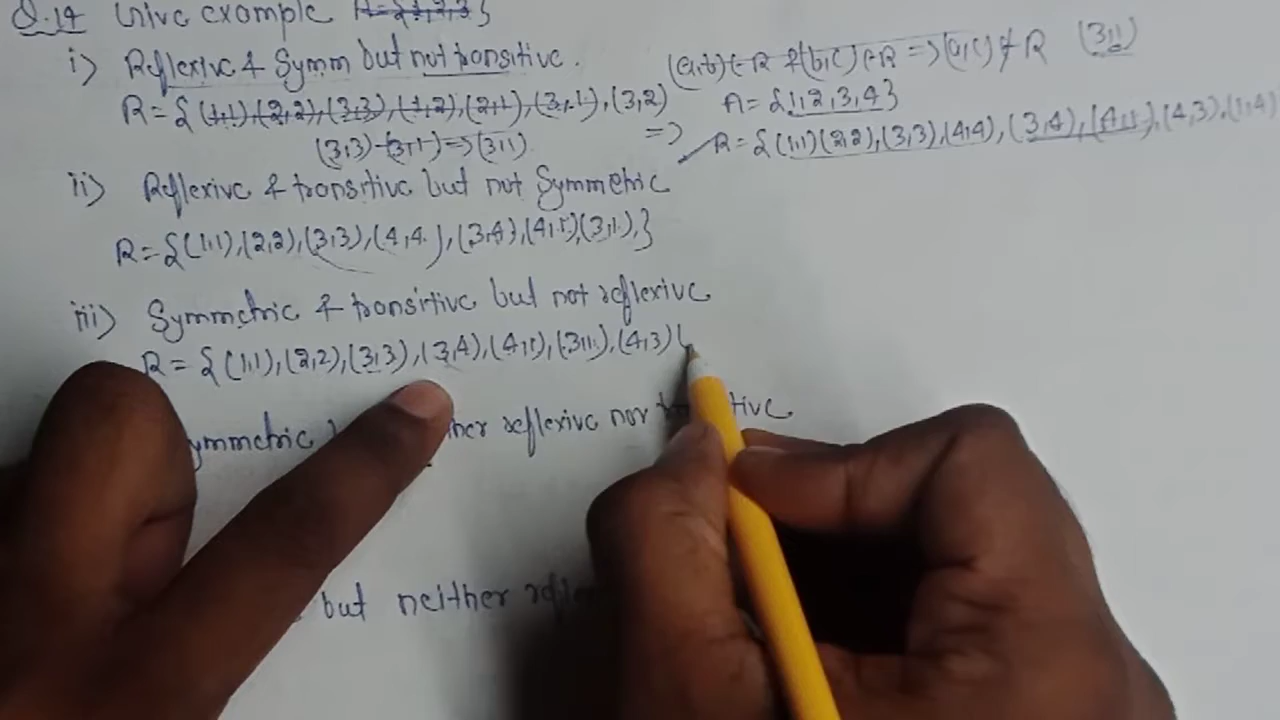 Q.14 Give example A={1,2,3}
i) Reflexive & Symm but not transitive.
R={(1,1),(2,2),(3,3),(1,2),(2,1),(3,1),(3,2)
(3,3)-(3,1)=>(3,1)
(a,b)∈R &(b,c)∈R=>(a,c)∉R (3,1)
A={1,2,3,4}
=> R={(1,1)(2,2),(3,3),(4,4),(3,4),(4,1),(4,3),(1,4)
ii) Reflexive & transitive but not Symmetric
R={(1,1),(2,2),(3,3),(4,4),(3,4),(4,1)(3,1),}
iii) Symmetric & transitive but not reflexive
R={(1,1),(2,2),(3,3),(3,4),(4,1),(3,1),(4,3)(
ymmetric her reflexive nor tive
but neither